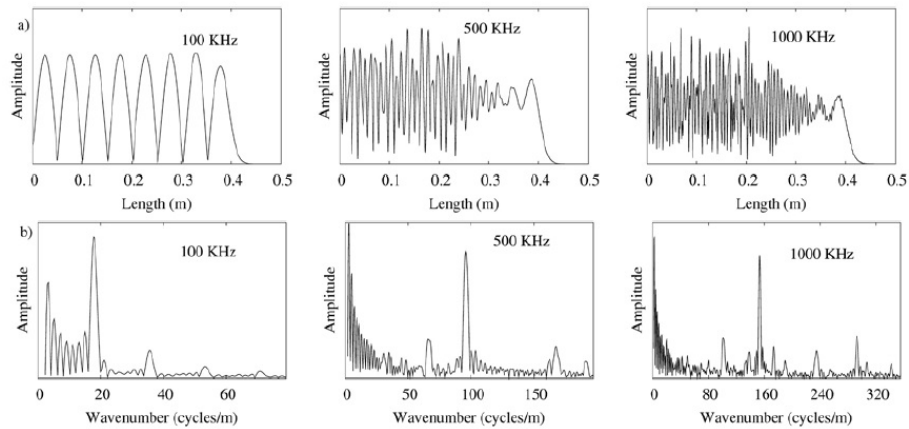 a)
100 KHz
500 KHz
1000 KHz
Amplitude
Amplitude
Amplitude
0 0.1 0.2 0.3 0.4 0.5
0 0.1 0.2 0.3 0.4 0.5
0 0.1 0.2 0.3 0.4 0.5
Length (m)
Length (m)
Length (m)
b)
100 KHz
500 KHz
1000 KHz
Amplitude
Amplitude
Amplitude
0 20 40 60
0 50 100 150
0 80 160 240 320
Wavenumber (cycles/m)
Wavenumber (cycles/m)
Wavenumber (cycles/m)